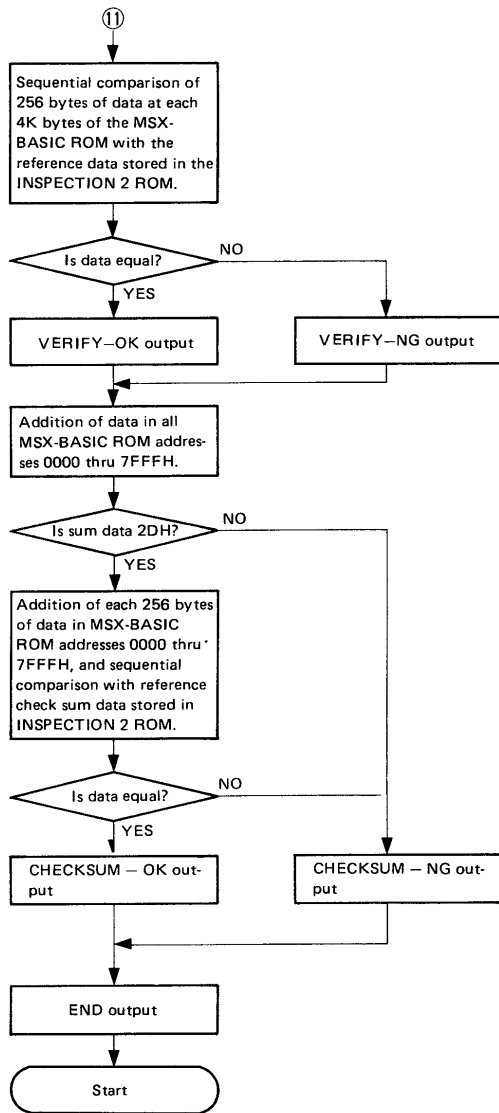 11
Sequential comparison of
256 bytes of data at each
4K bytes of the MSX-
BASIC ROM with the
reference data stored in the
INSPECTION 2 ROM.
NO
Is data equal?
YES
VERIFY–OK output
VERIFY–NG output
Addition of data in all
MSX-BASIC ROM addres-
ses 0000 thru 7FFFH.
NO
Is sum data 2DH?
YES
Addition of each 256 bytes
of data in MSX-BASIC
ROM addresses 0000 thru
7FFFH, and sequential
comparison with reference
check sum data stored in
INSPECTION 2 ROM.
NO
Is data equal?
YES
CHECKSUM – OK out-
put
CHECKSUM – NG out-
put
END output
Start